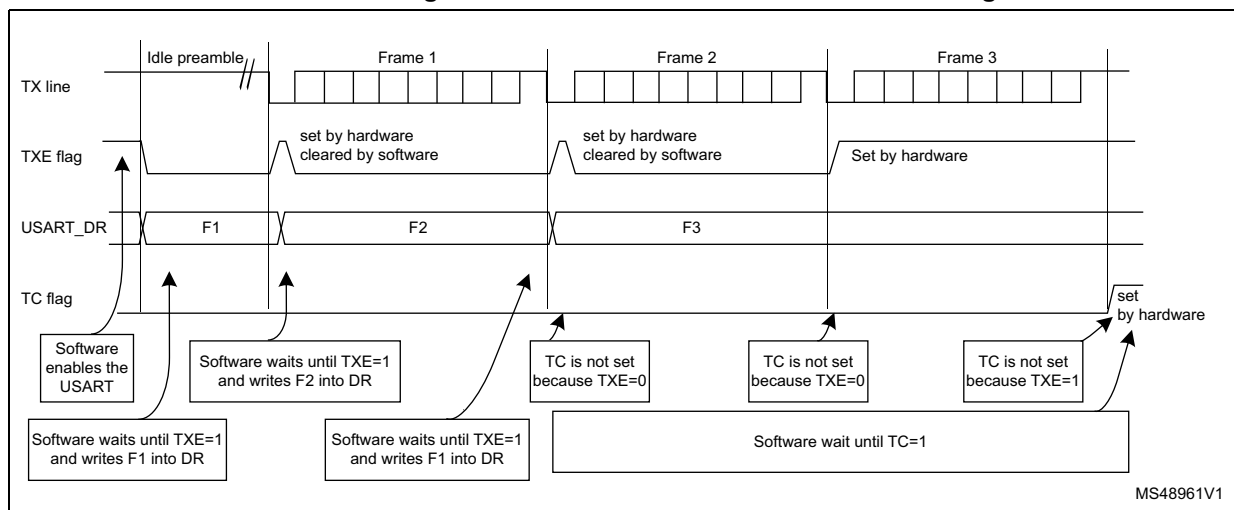 Idle preamble
Frame 1
Frame 2
Frame 3
TX line
TXE flag
set by hardware
cleared by software
set by hardware
cleared by software
Set by hardware
USART_DR
F1
F2
F3
TC flag
set
by hardware
Software
enables the
USART
Software waits until TXE=1
and writes F2 into DR
TC is not set
because TXE=0
TC is not set
because TXE=0
TC is not set
because TXE=1
Software waits until TXE=1
and writes F1 into DR
Software waits until TXE=1
and writes F1 into DR
Software wait until TC=1
MS48961V1